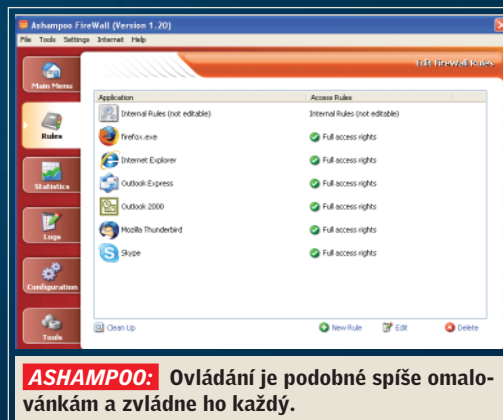 Ashampoo FireWall (Version 1.20)
File Tools Settings Internet Help
Edit FireWall Rules
Main Menu
Rules
Statistics
Logs
Configuration
Tools
Application Access Rules
Internal Rules (not editable) Internal Rules (not editable)
firefox.exe Full access rights
Internet Explorer Full access rights
Outlook Express Full access rights
Outlook 2000 Full access rights
Mozilla Thunderbird Full access rights
Skype Full access rights
Clean Up New Rule Edit Delete
ASHAMPOO: Ovládání je podobné spíše omalo-
vánkám a zvládne ho každý.